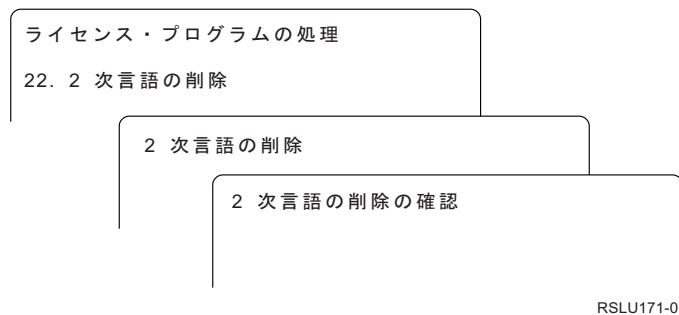 ライセンス・プログラムの処理
22. 2 次言語の削除
2 次言語の削除
2 次言語の削除の確認
RSLU171-0